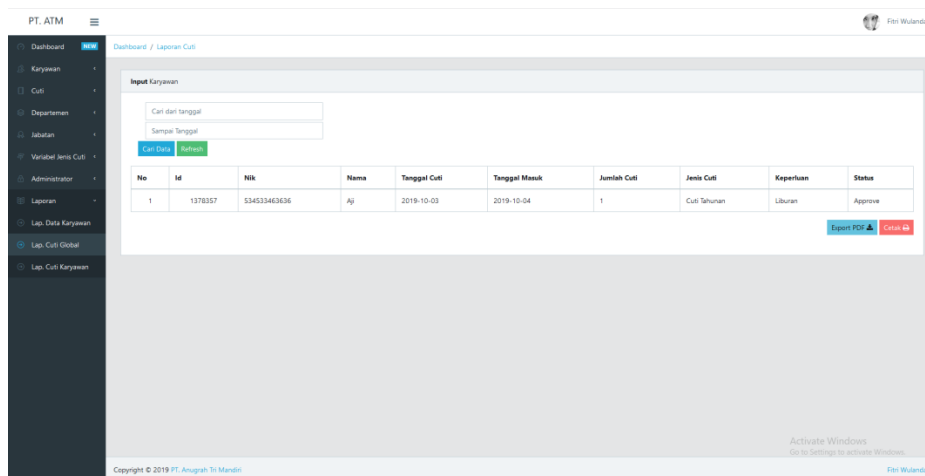 PT. ATM
Fitri Wulanda
Dashboard NEW
Karyawan
Cuti
Departemen
Jabatan
Variabel Jenis Cuti
Administrator
Laporan
Lap. Data Karyawan
Lap. Cuti Global
Lap. Cuti Karyawan
Dashboard / Laporan Cuti
Input Karyawan
Cari dari tanggal
Sampai Tanggal
Cari Data Refresh
No Id Nik Nama Tanggal Cuti Tanggal Masuk Jumlah Cuti Jenis Cuti Keperluan Status
1 1378357 534533463636 Aji 2019-10-03 2019-10-04 1 Cuti Tahunan Liburan Approve
Export PDF Cetak
Activate Windows
Go to Settings to activate Windows.
Copyright © 2019 PT. Anugrah Tri Mandiri
Fitri Wulanda